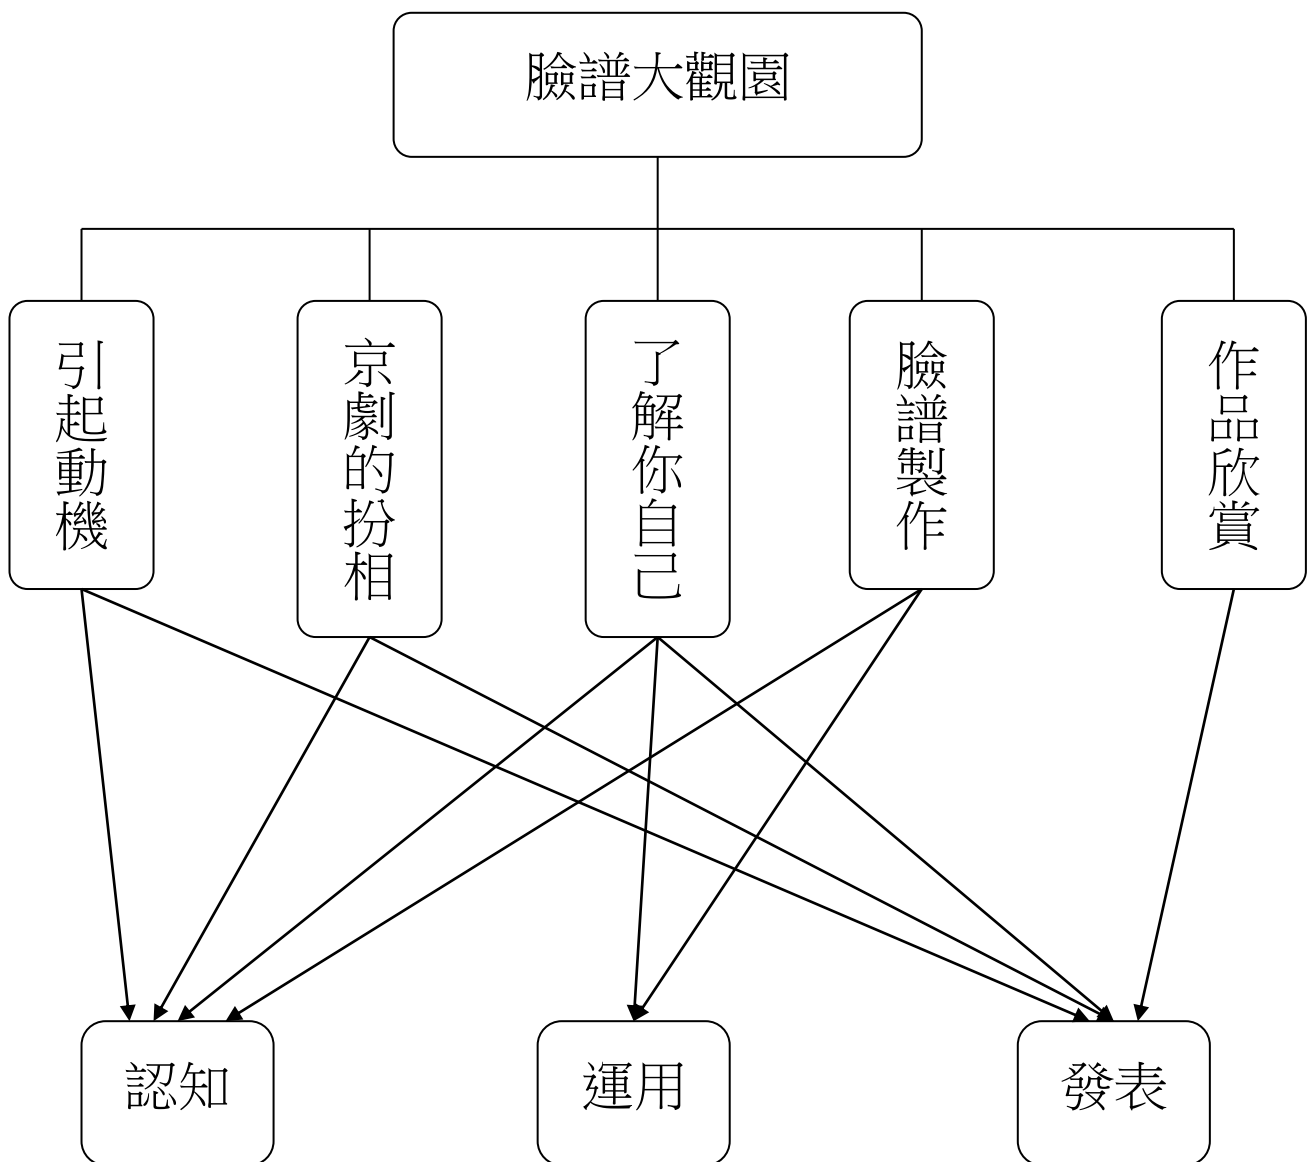 臉譜大觀園
引起動機
京劇的扮相
了解你自己
臉譜製作
作品欣賞
認知
運用
發表